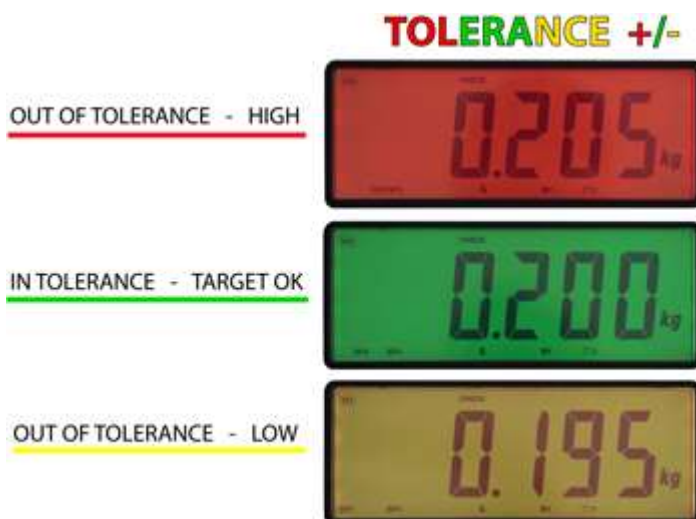 TOLERANCE +/-
OUT OF TOLERANCE - HIGH
0.205 kg
IN TOLERANCE - TARGET OK
0.200 kg
OUT OF TOLERANCE - LOW
0.195 kg